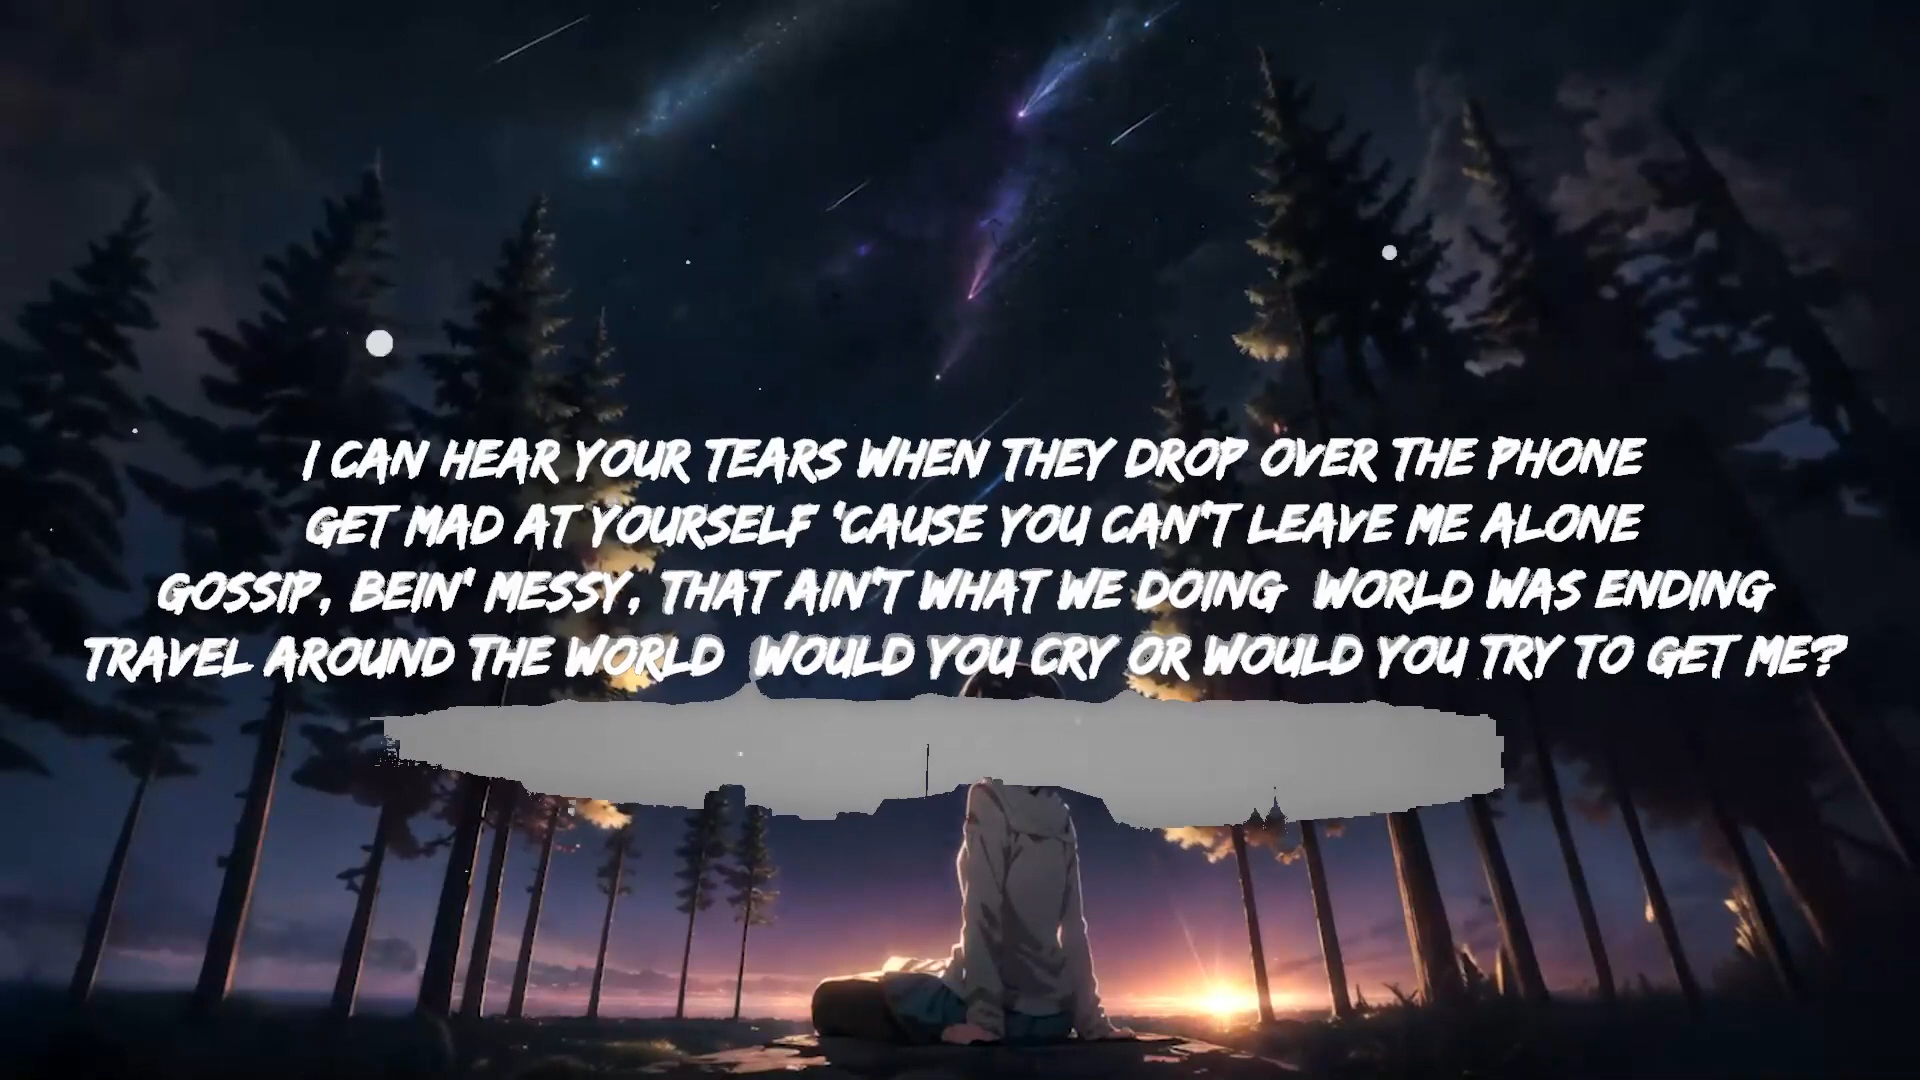 I CAN HEAR YOUR TEARS WHEN THEY DROP OVER THE PHONE
GET MAD AT YOURSELF 'CAUSE YOU CAN'T LEAVE ME ALONE
GOSSIP, BEIN' MESSY, THAT AIN'T WHAT WE DOING WORLD WAS ENDING
TRAVEL AROUND THE WORLD WOULD YOU CRY OR WOULD YOU TRY TO GET ME?